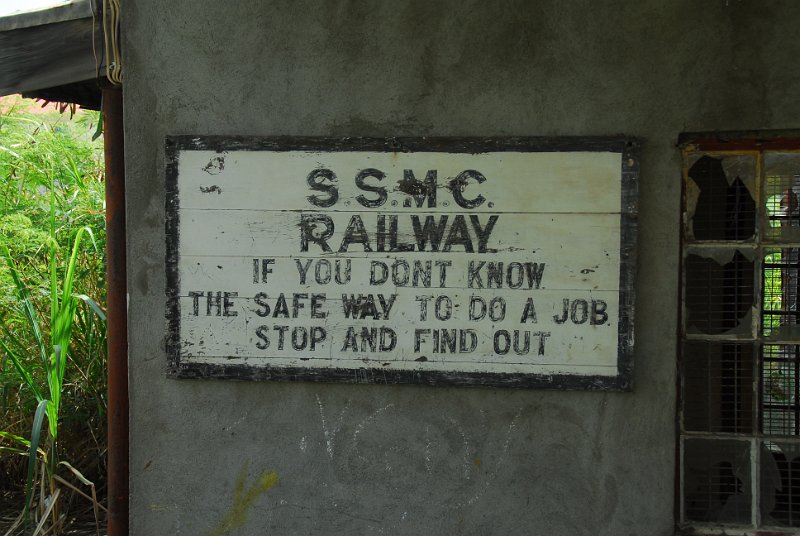 S.S.M.C.
RAILWAY
IF YOU DONT KNOW
THE SAFE WAY TO DO A JOB
STOP AND FIND OUT